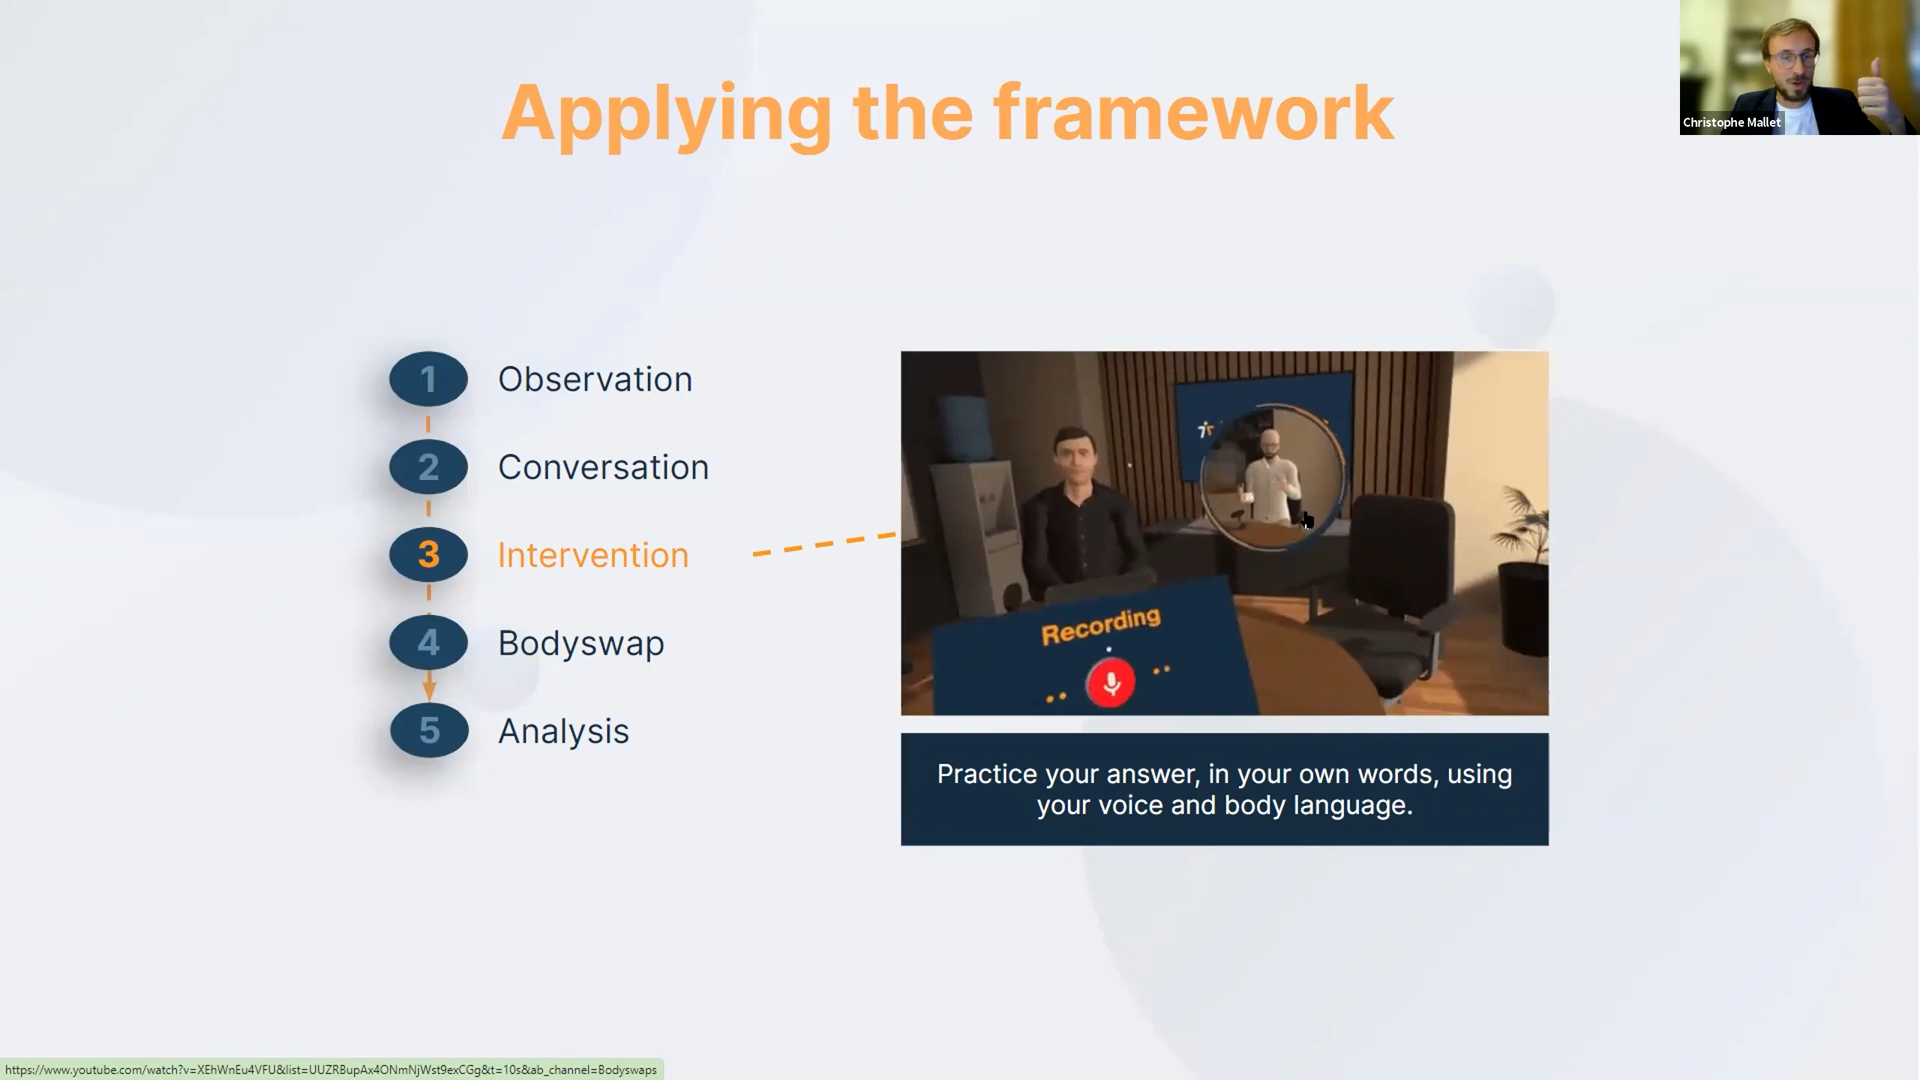 Applying the framework
Christophe Mallet
1 Observation
2 Conversation
3 Intervention
4 Bodyswap
5 Analysis
Recording
Practice your answer, in your own words, using
your voice and body language.
https://www.youtube.com/watch?v=XEhWnEu4VFU&list=UUZRBupAx4ONmNjWst9exCGg&t=10s&ab_channel=Bodyswaps